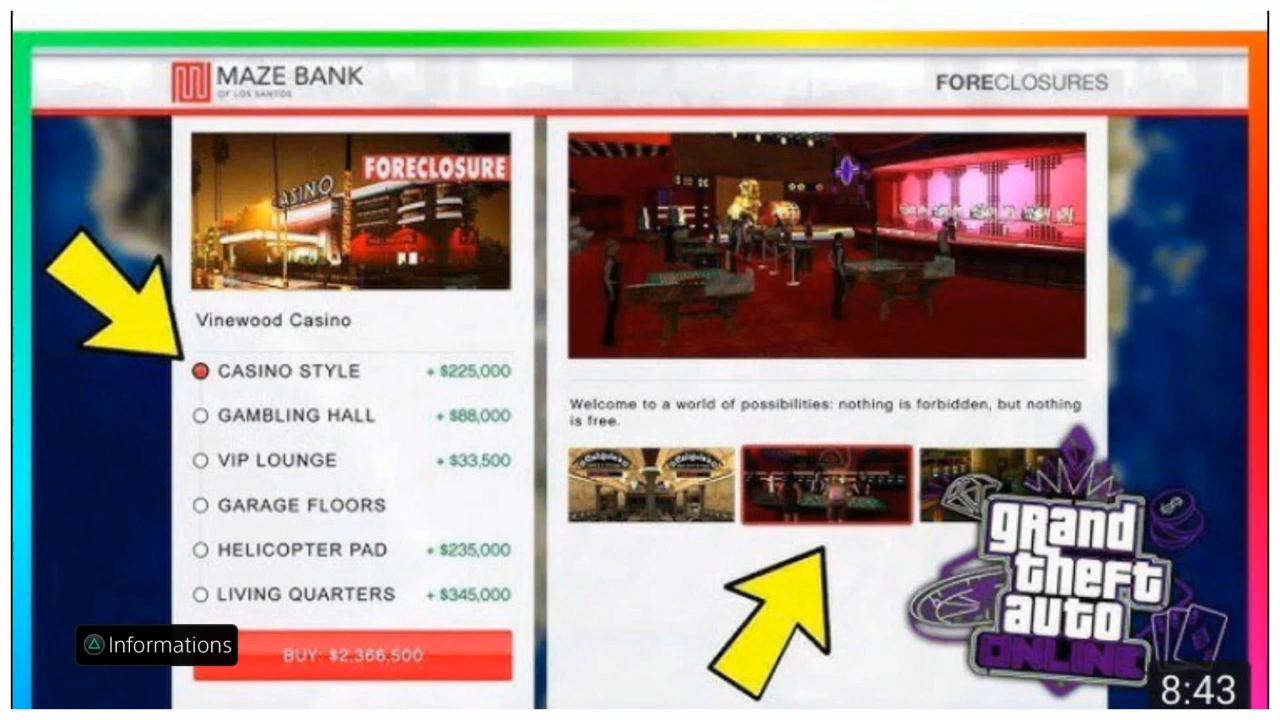 MAZE BANK
OF LOS SANTOS
FORECLOSURES
FORECLOSURE
CASINO
Vinewood Casino
CASINO STYLE + $225,000
GAMBLING HALL + $88,000
VIP LOUNGE + $33,500
GARAGE FLOORS
HELICOPTER PAD + $235,000
LIVING QUARTERS + $345,000
BUY: $2,366,500
Informations
Welcome to a world of possibilities: nothing is forbidden, but nothing
is free.
grand
theft
auto
ONLINE
8:43